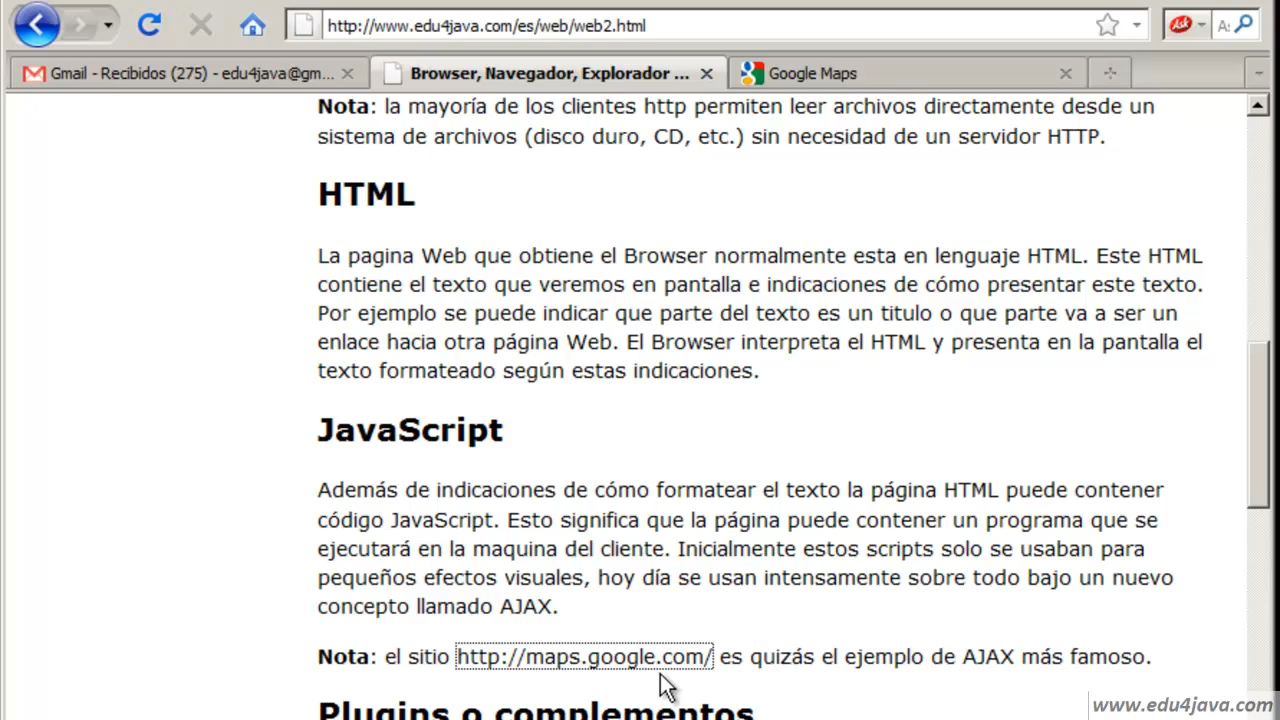 http://www.edu4java.com/es/web/web2.html
Ask
Gmail - Recibidos (275) - edu4java@gm...
Browser, Navegador, Explorador ...
Google Maps
Nota: la mayoría de los clientes http permiten leer archivos directamente desde un
sistema de archivos (disco duro, CD, etc.) sin necesidad de un servidor HTTP.
HTML
La pagina Web que obtiene el Browser normalmente esta en lenguaje HTML. Este HTML
contiene el texto que veremos en pantalla e indicaciones de cómo presentar este texto.
Por ejemplo se puede indicar que parte del texto es un titulo o que parte va a ser un
enlace hacia otra página Web. El Browser interpreta el HTML y presenta en la pantalla el
texto formateado según estas indicaciones.
JavaScript
Además de indicaciones de cómo formatear el texto la página HTML puede contener
código JavaScript. Esto significa que la página puede contener un programa que se
ejecutará en la maquina del cliente. Inicialmente estos scripts solo se usaban para
pequeños efectos visuales, hoy día se usan intensamente sobre todo bajo un nuevo
concepto llamado AJAX.
Nota: el sitio http://maps.google.com/ es quizás el ejemplo de AJAX más famoso.
Plugins o complementos
www.edu4java.com